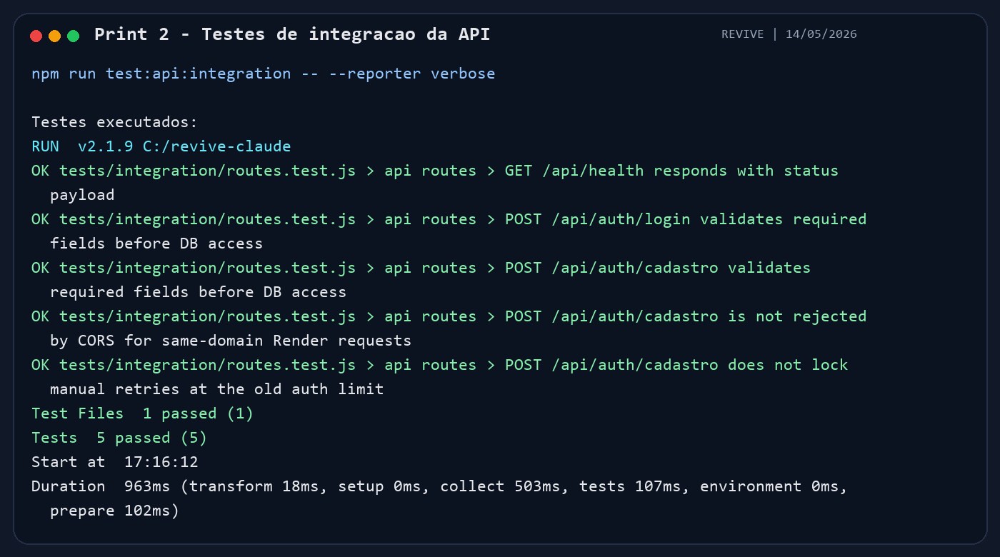 Print 2 - Testes de integracao da API
REVIVE | 14/05/2026
npm run test:api:integration -- --reporter verbose
Testes executados:
RUN  v2.1.9 C:/revive-claude
OK tests/integration/routes.test.js > api routes > GET /api/health responds with status
payload
OK tests/integration/routes.test.js > api routes > POST /api/auth/login validates required
fields before DB access
OK tests/integration/routes.test.js > api routes > POST /api/auth/cadastro validates
required fields before DB access
OK tests/integration/routes.test.js > api routes > POST /api/auth/cadastro is not rejected
by CORS for same-domain Render requests
OK tests/integration/routes.test.js > api routes > POST /api/auth/cadastro does not lock
manual retries at the old auth limit
Test Files  1 passed (1)
Tests  5 passed (5)
Start at  17:16:12
Duration  963ms (transform 18ms, setup 0ms, collect 503ms, tests 107ms, environment 0ms,
prepare 102ms)